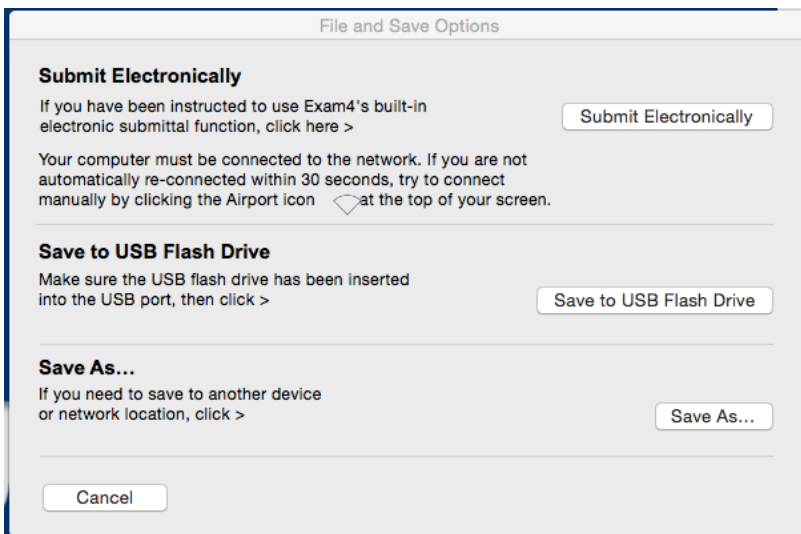 File and Save Options
Submit Electronically
If you have been instructed to use Exam4's built-in
electronic submittal function, click here >
Submit Electronically
Your computer must be connected to the network. If you are not
automatically re-connected within 30 seconds, try to connect
manually by clicking the Airport icon at the top of your screen.
Save to USB Flash Drive
Make sure the USB flash drive has been inserted
into the USB port, then click >
Save to USB Flash Drive
Save As...
If you need to save to another device
or network location, click >
Save As...
Cancel